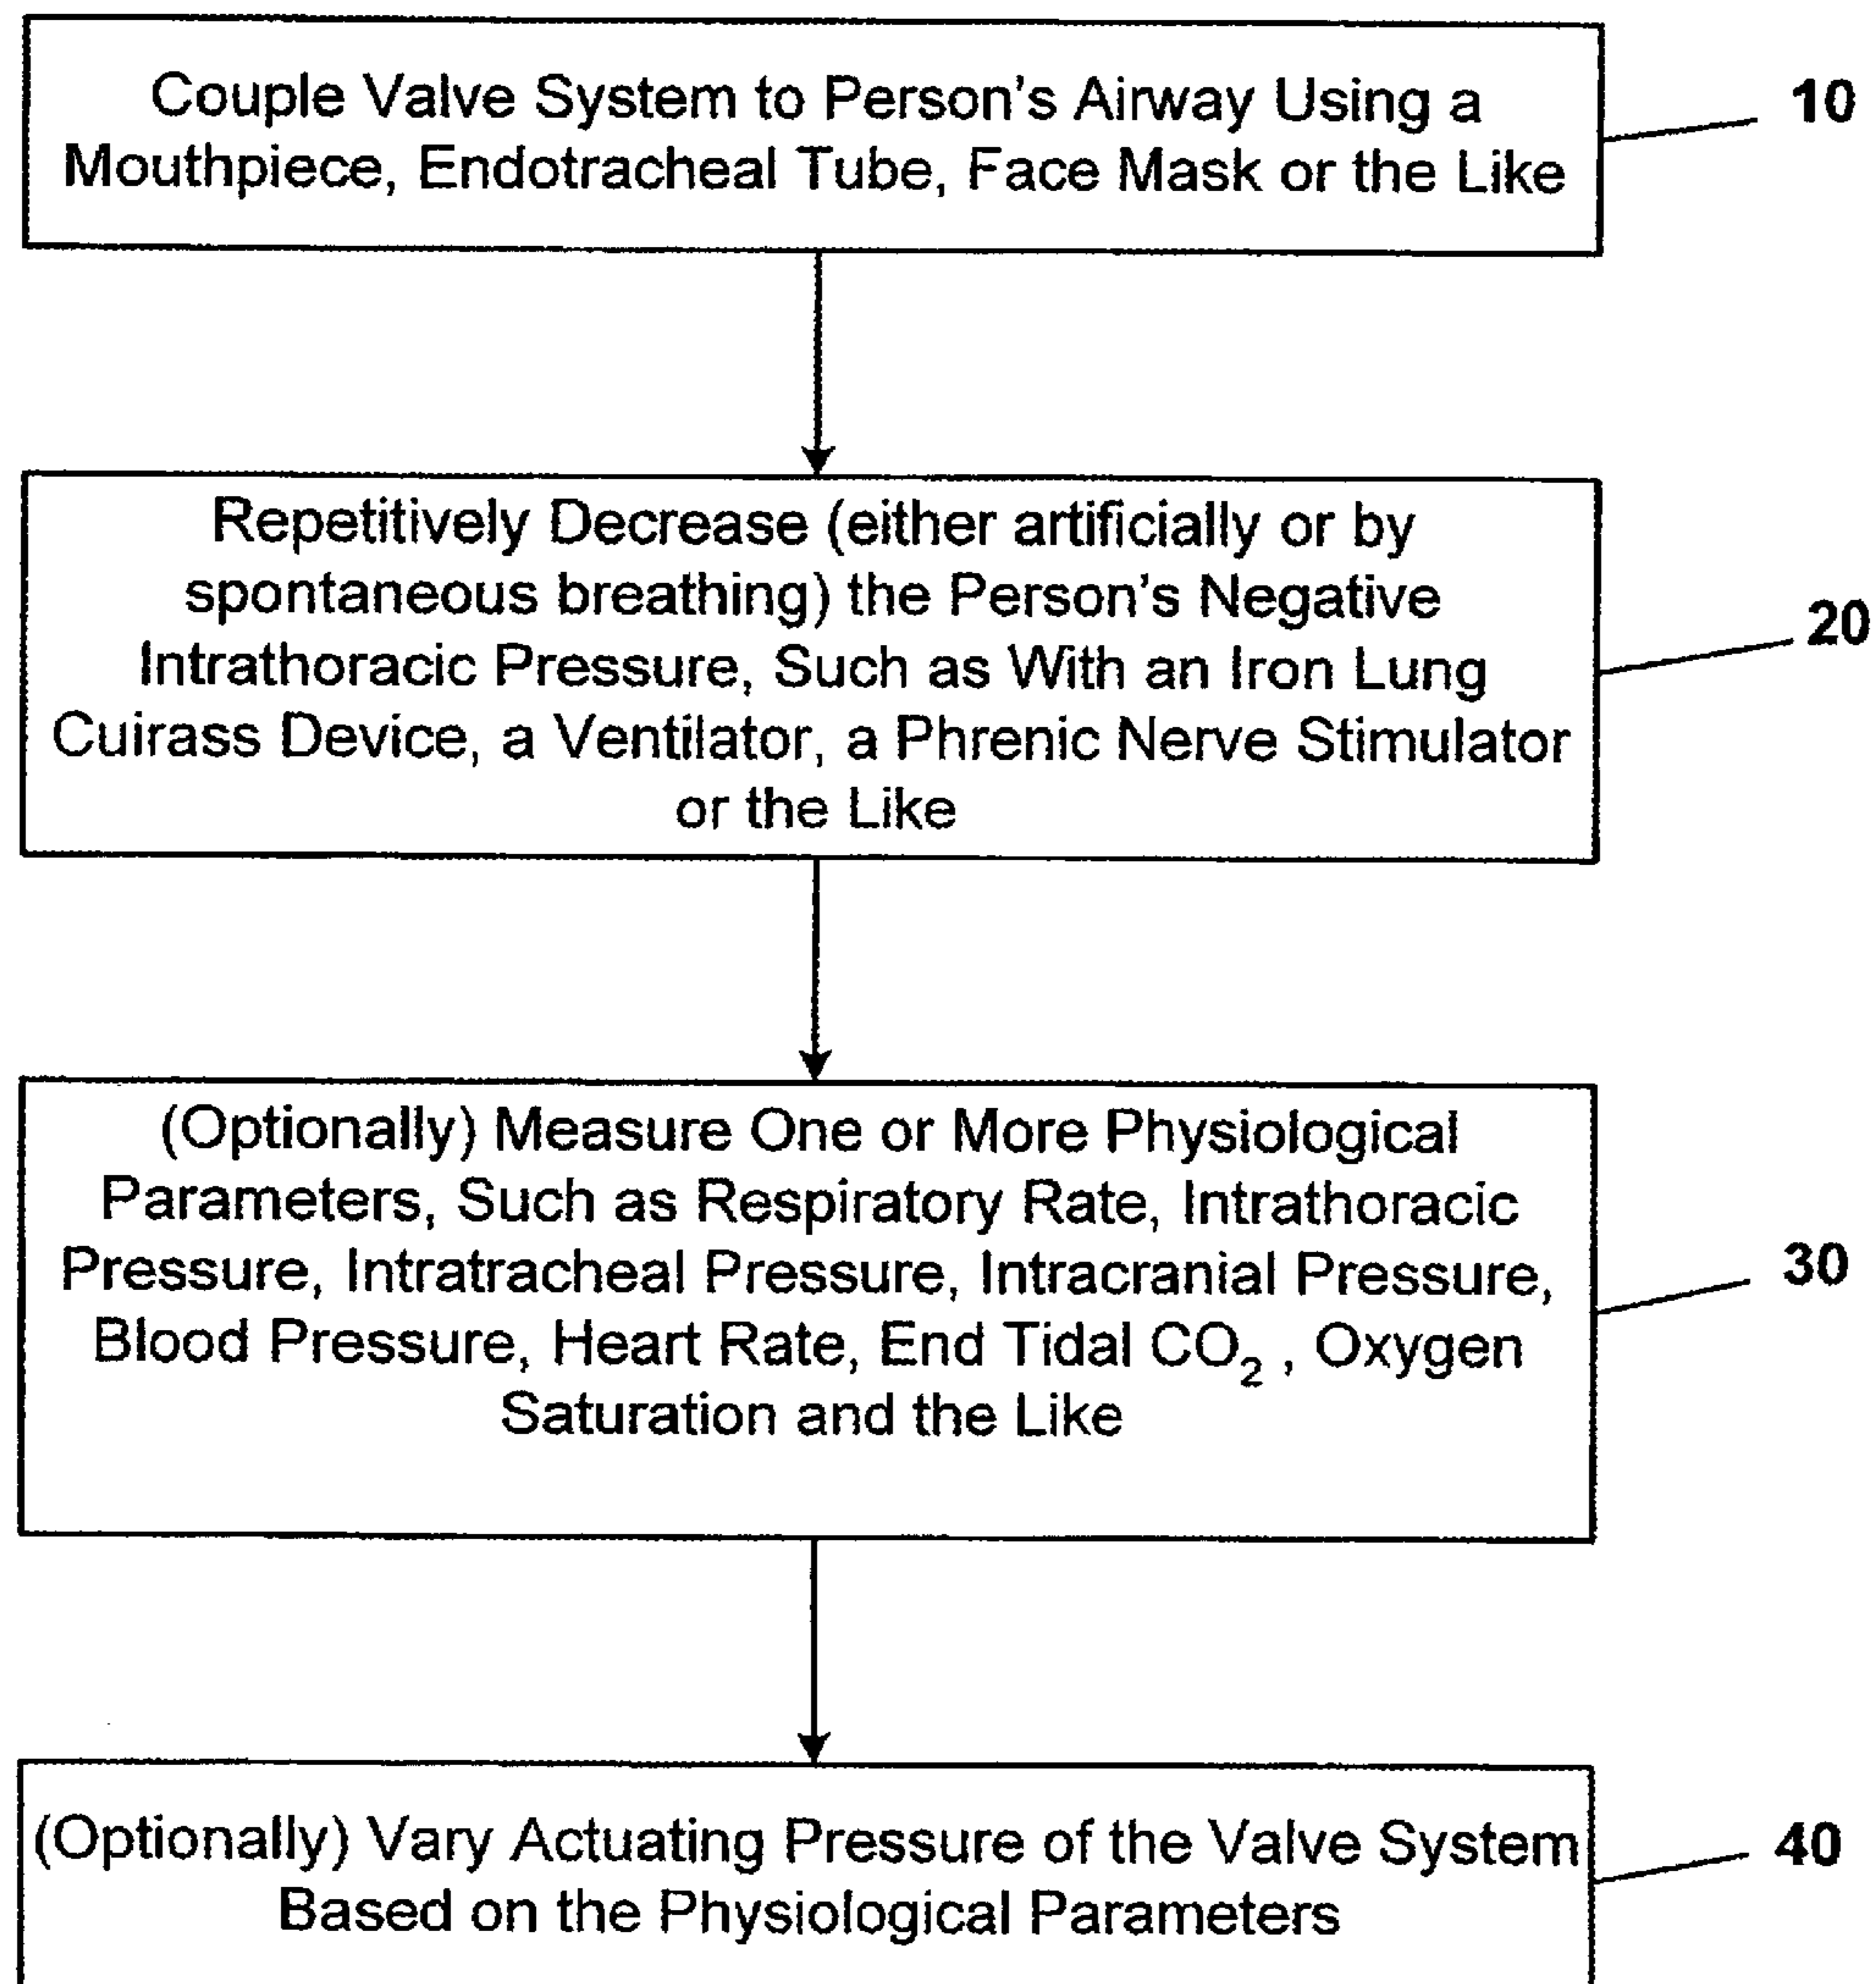 Couple Valve System to Person's Airway Using a
Mouthpiece, Endotracheal Tube, Face Mask or the Like
10
Repetitively Decrease (either artificially or by
spontaneous breathing) the Person's Negative
Intrathoracic Pressure, Such as With an Iron Lung
Cuirass Device, a Ventilator, a Phrenic Nerve Stimulator
or the Like
20
(Optionally) Measure One or More Physiological
Parameters, Such as Respiratory Rate, Intrathoracic
Pressure, Intratracheal Pressure, Intracranial Pressure,
Blood Pressure, Heart Rate, End Tidal CO₂ , Oxygen
Saturation and the Like
30
(Optionally) Vary Actuating Pressure of the Valve System
Based on the Physiological Parameters
40